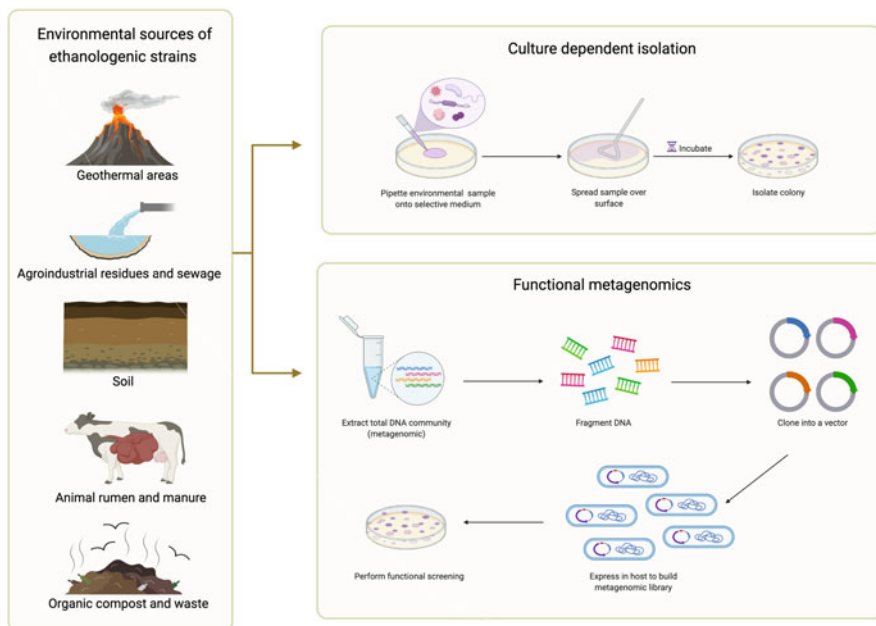 Environmental sources of
ethanologenic strains
Geothermal areas
Agroindustrial residues and sewage
Soil
Animal rumen and manure
Organic compost and waste
Culture dependent isolation
Pipette environmental sample
onto selective medium
Spread sample over
surface
Incubate
Isolate colony
Functional metagenomics
Extract total DNA community
(metagenomic)
Fragment DNA
Clone into a vector
Perform functional screening
Express in host to build
metagenomic library